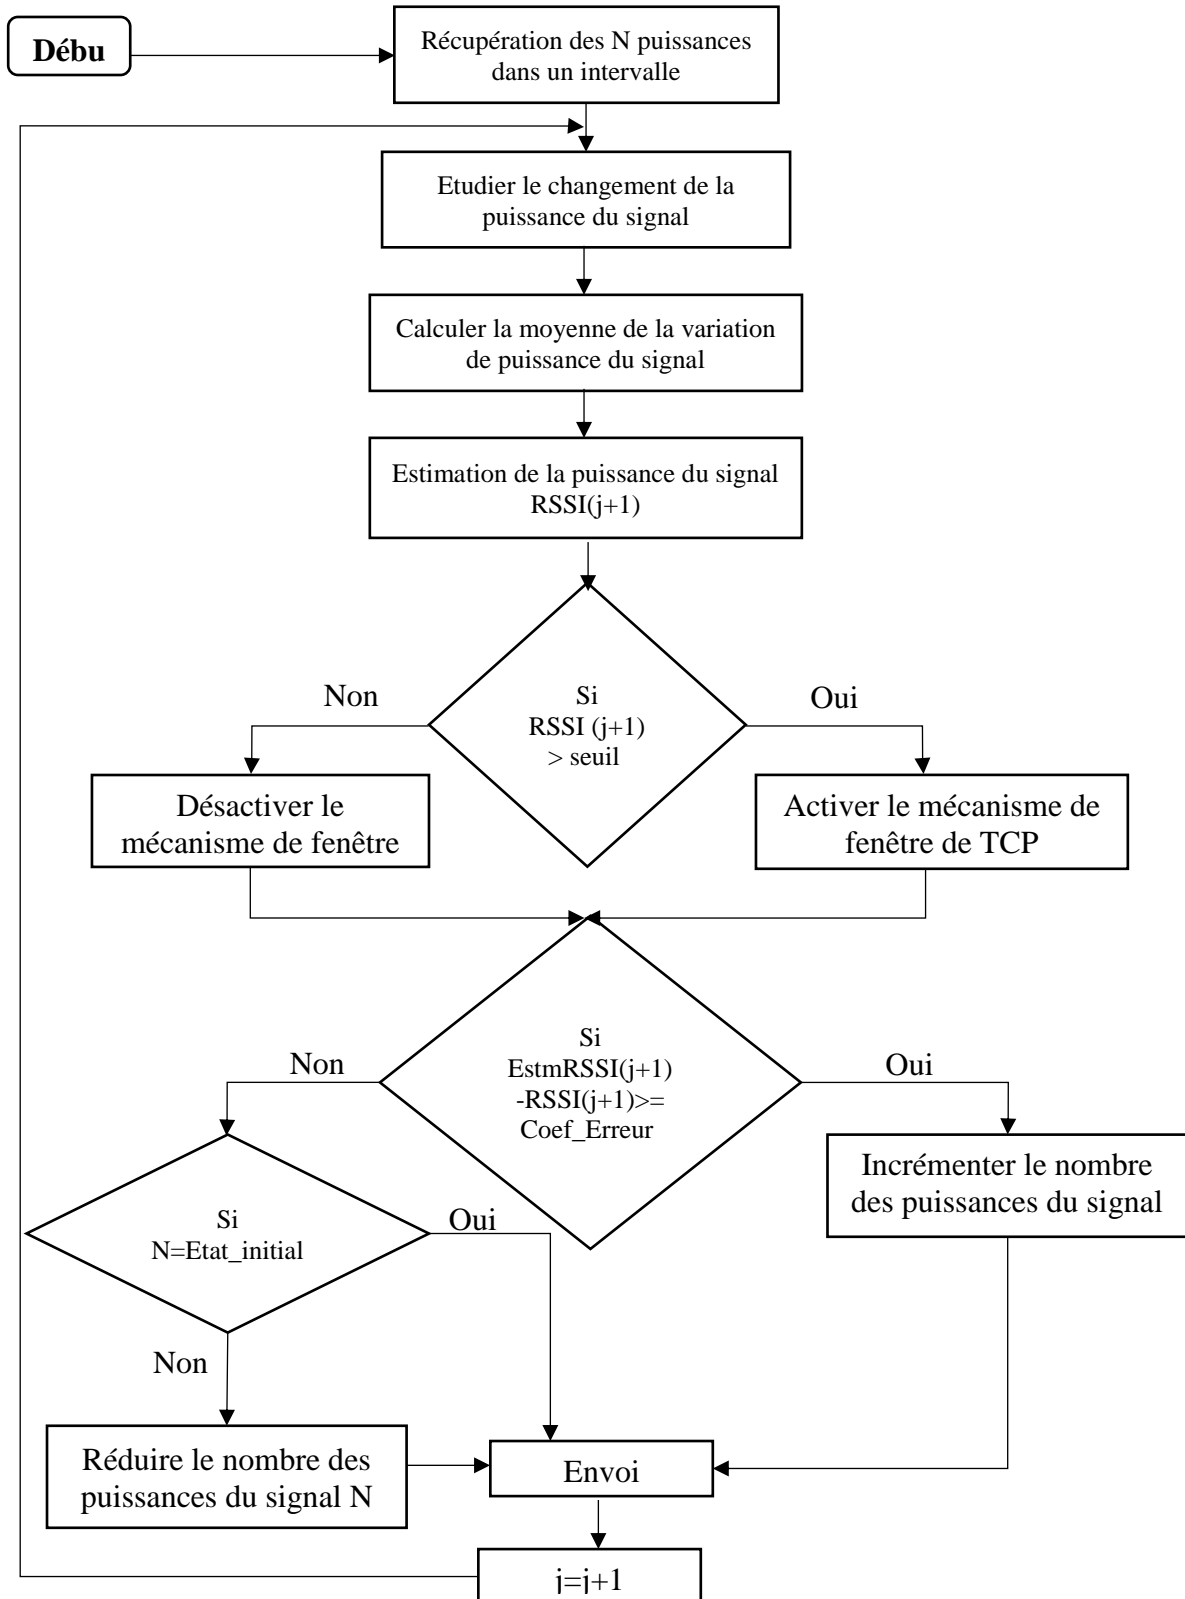 Débu
Récupération des N puissances
dans un intervalle
Etudier le changement de la
puissance du signal
Calculer la moyenne de la variation
de puissance du signal
Estimation de la puissance du signal
RSSI(j+1)
Non
Si
RSSI (j+1)
> seuil
Oui
Désactiver le
mécanisme de fenêtre
Activer le mécanisme de
fenêtre de TCP
Non
Si
EstmRSSI(j+1)
-RSSI(j+1)>=
Coef_Erreur
Oui
Incrémenter le nombre
des puissances du signal
Si
N=Etat_initial
Oui
Non
Réduire le nombre des
puissances du signal N
Envoi
j=j+1